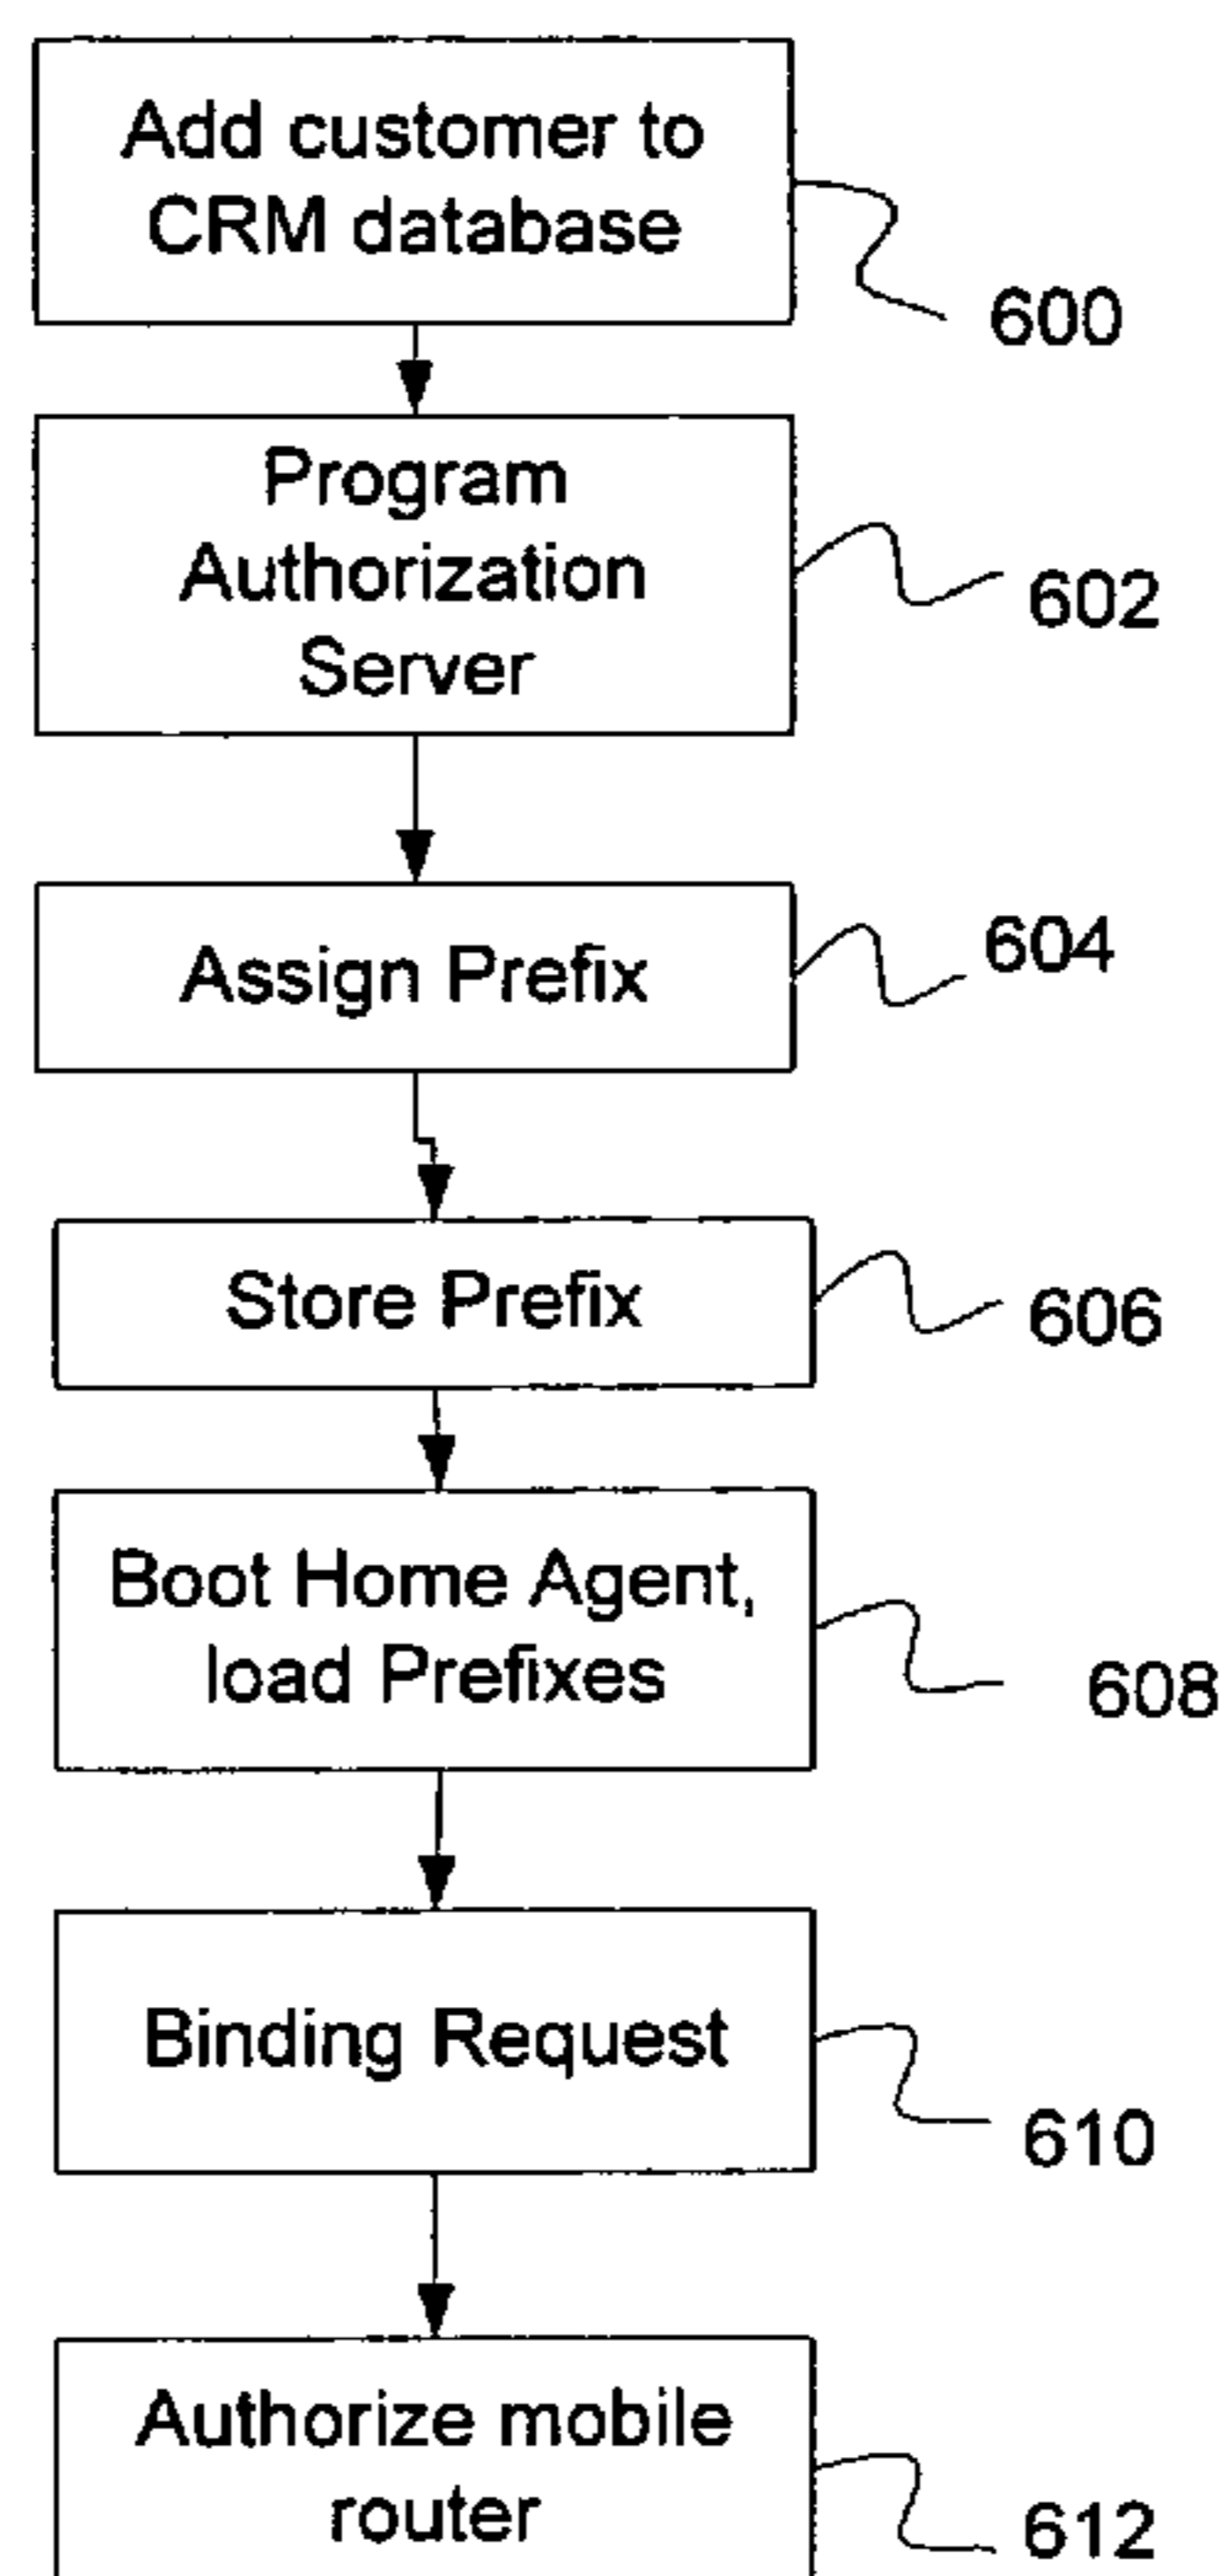 Add customer to
CRM database
600
Program
Authorization
Server
602
Assign Prefix
604
Store Prefix
606
Boot Home Agent,
load Prefixes
608
Binding Request
610
Authorize mobile
router
612